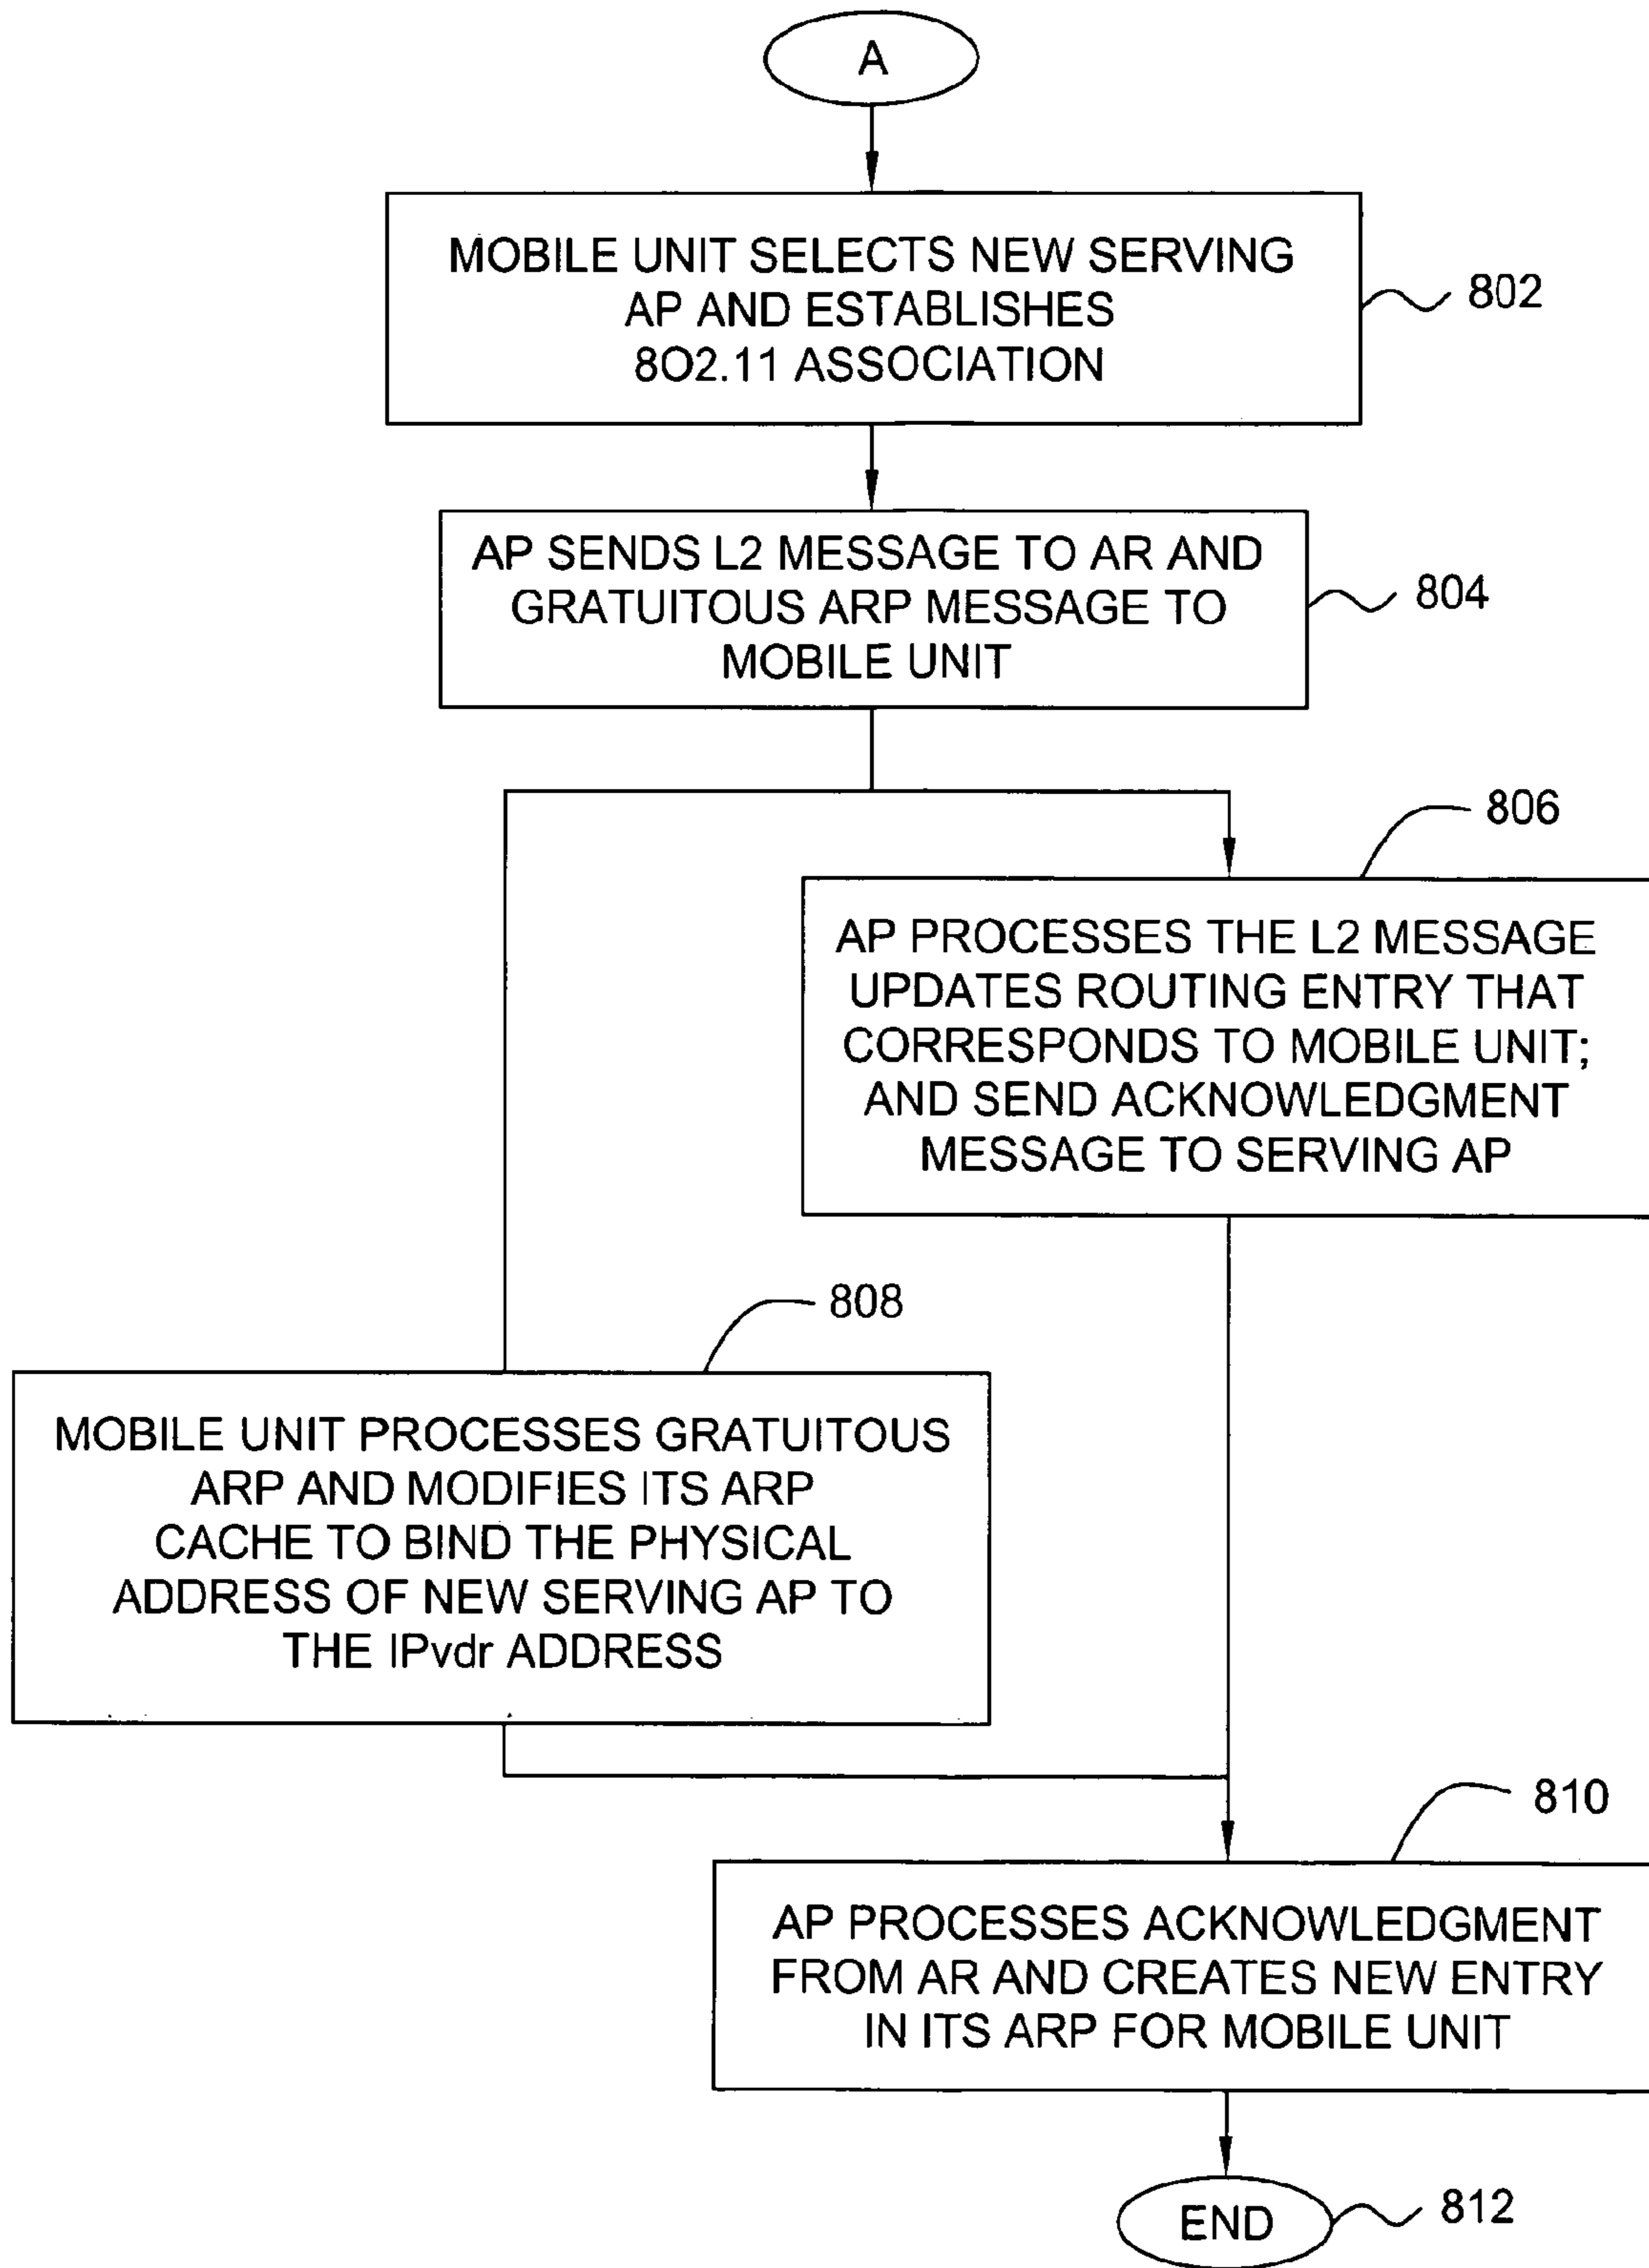 A
MOBILE UNIT SELECTS NEW SERVING
AP AND ESTABLISHES
802.11 ASSOCIATION
802
AP SENDS L2 MESSAGE TO AR AND
GRATUITOUS ARP MESSAGE TO
MOBILE UNIT
804
806
AP PROCESSES THE L2 MESSAGE
UPDATES ROUTING ENTRY THAT
CORRESPONDS TO MOBILE UNIT;
AND SEND ACKNOWLEDGMENT
MESSAGE TO SERVING AP
808
MOBILE UNIT PROCESSES GRATUITOUS
ARP AND MODIFIES ITS ARP
CACHE TO BIND THE PHYSICAL
ADDRESS OF NEW SERVING AP TO
THE IPvdr ADDRESS
810
AP PROCESSES ACKNOWLEDGMENT
FROM AR AND CREATES NEW ENTRY
IN ITS ARP FOR MOBILE UNIT
END
812